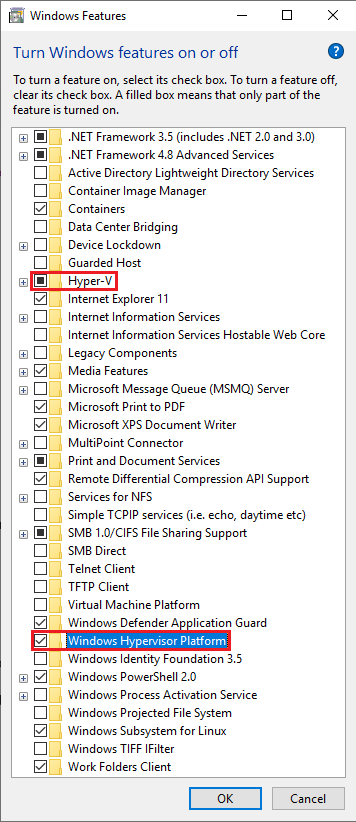 Windows Features
Turn Windows features on or off
?
To turn a feature on, select its check box. To turn a feature off,
clear its check box. A filled box means that only part of the
feature is turned on.
.NET Framework 3.5 (includes .NET 2.0 and 3.0)
.NET Framework 4.8 Advanced Services
Active Directory Lightweight Directory Services
Container Image Manager
Containers
Data Center Bridging
Device Lockdown
Guarded Host
Hyper-V
Internet Explorer 11
Internet Information Services
Internet Information Services Hostable Web Core
Legacy Components
Media Features
Microsoft Message Queue (MSMQ) Server
Microsoft Print to PDF
Microsoft XPS Document Writer
MultiPoint Connector
Print and Document Services
Remote Differential Compression API Support
Services for NFS
Simple TCPIP services (i.e. echo, daytime etc)
SMB 1.0/CIFS File Sharing Support
SMB Direct
Telnet Client
TFTP Client
Virtual Machine Platform
Windows Defender Application Guard
Windows Hypervisor Platform
Windows Identity Foundation 3.5
Windows PowerShell 2.0
Windows Process Activation Service
Windows Projected File System
Windows Subsystem for Linux
Windows TIFF IFilter
Work Folders Client
OK Cancel